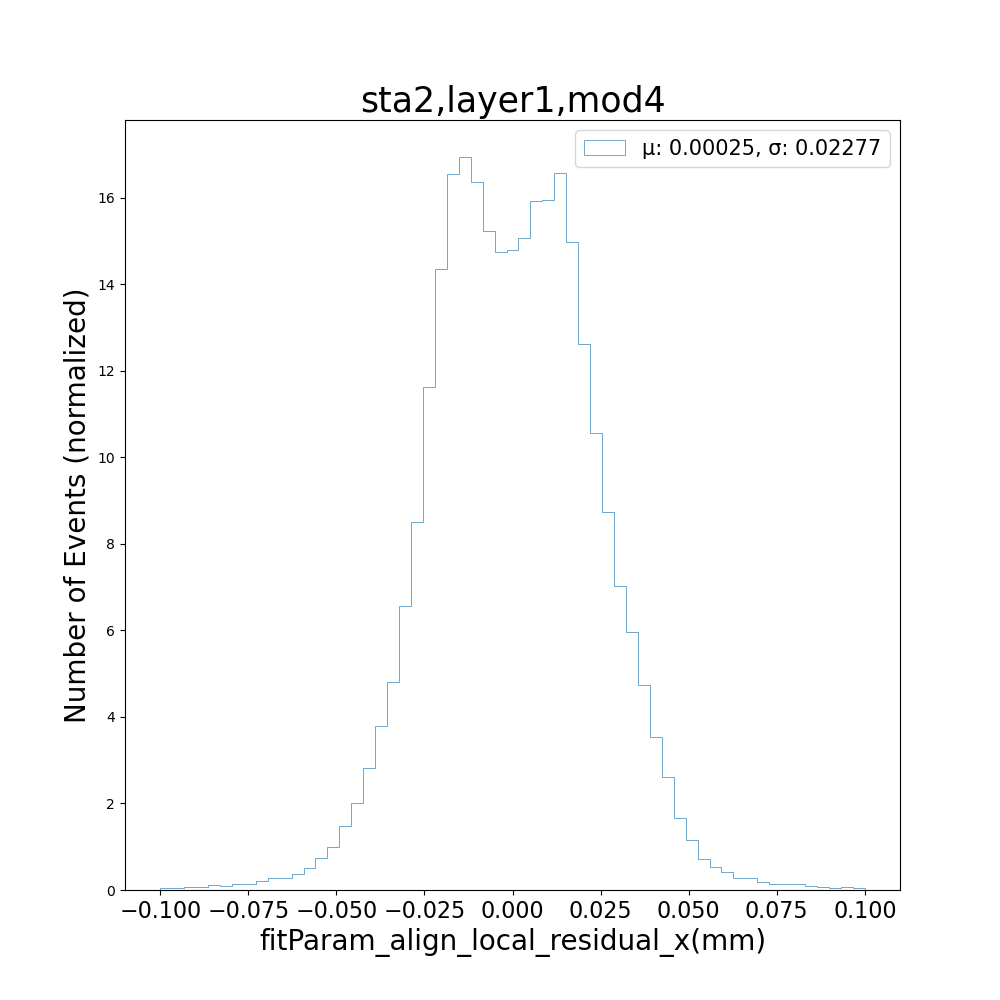 sta2,layer1,mod4
μ: 0.00025, σ: 0.02277
Number of Events (normalized)
16
14
12
10
8
6
4
2
0
−0.100 −0.075 −0.050 −0.025 0.000 0.025 0.050 0.075 0.100
fitParam_align_local_residual_x(mm)